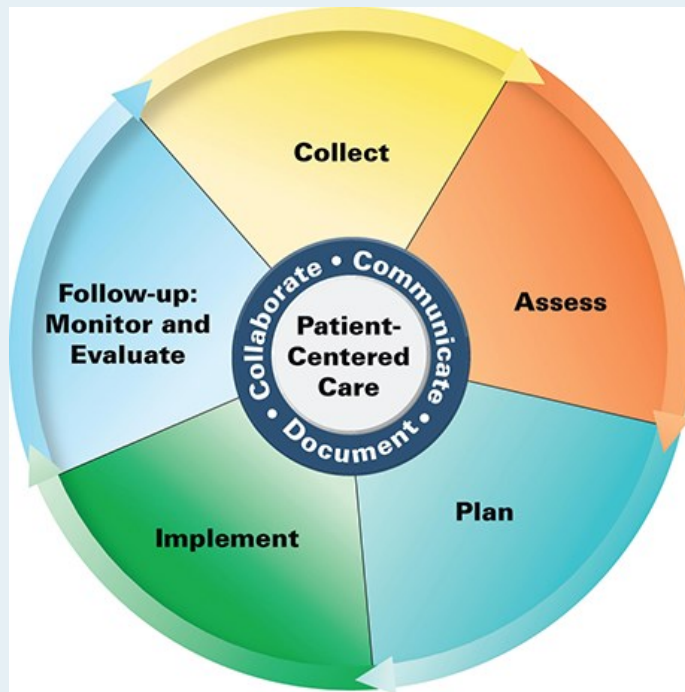 Collect
Assess
Plan
Implement
Follow-up:
Monitor and
Evaluate
Collaborate • Communicate • Document •
Patient-
Centered
Care